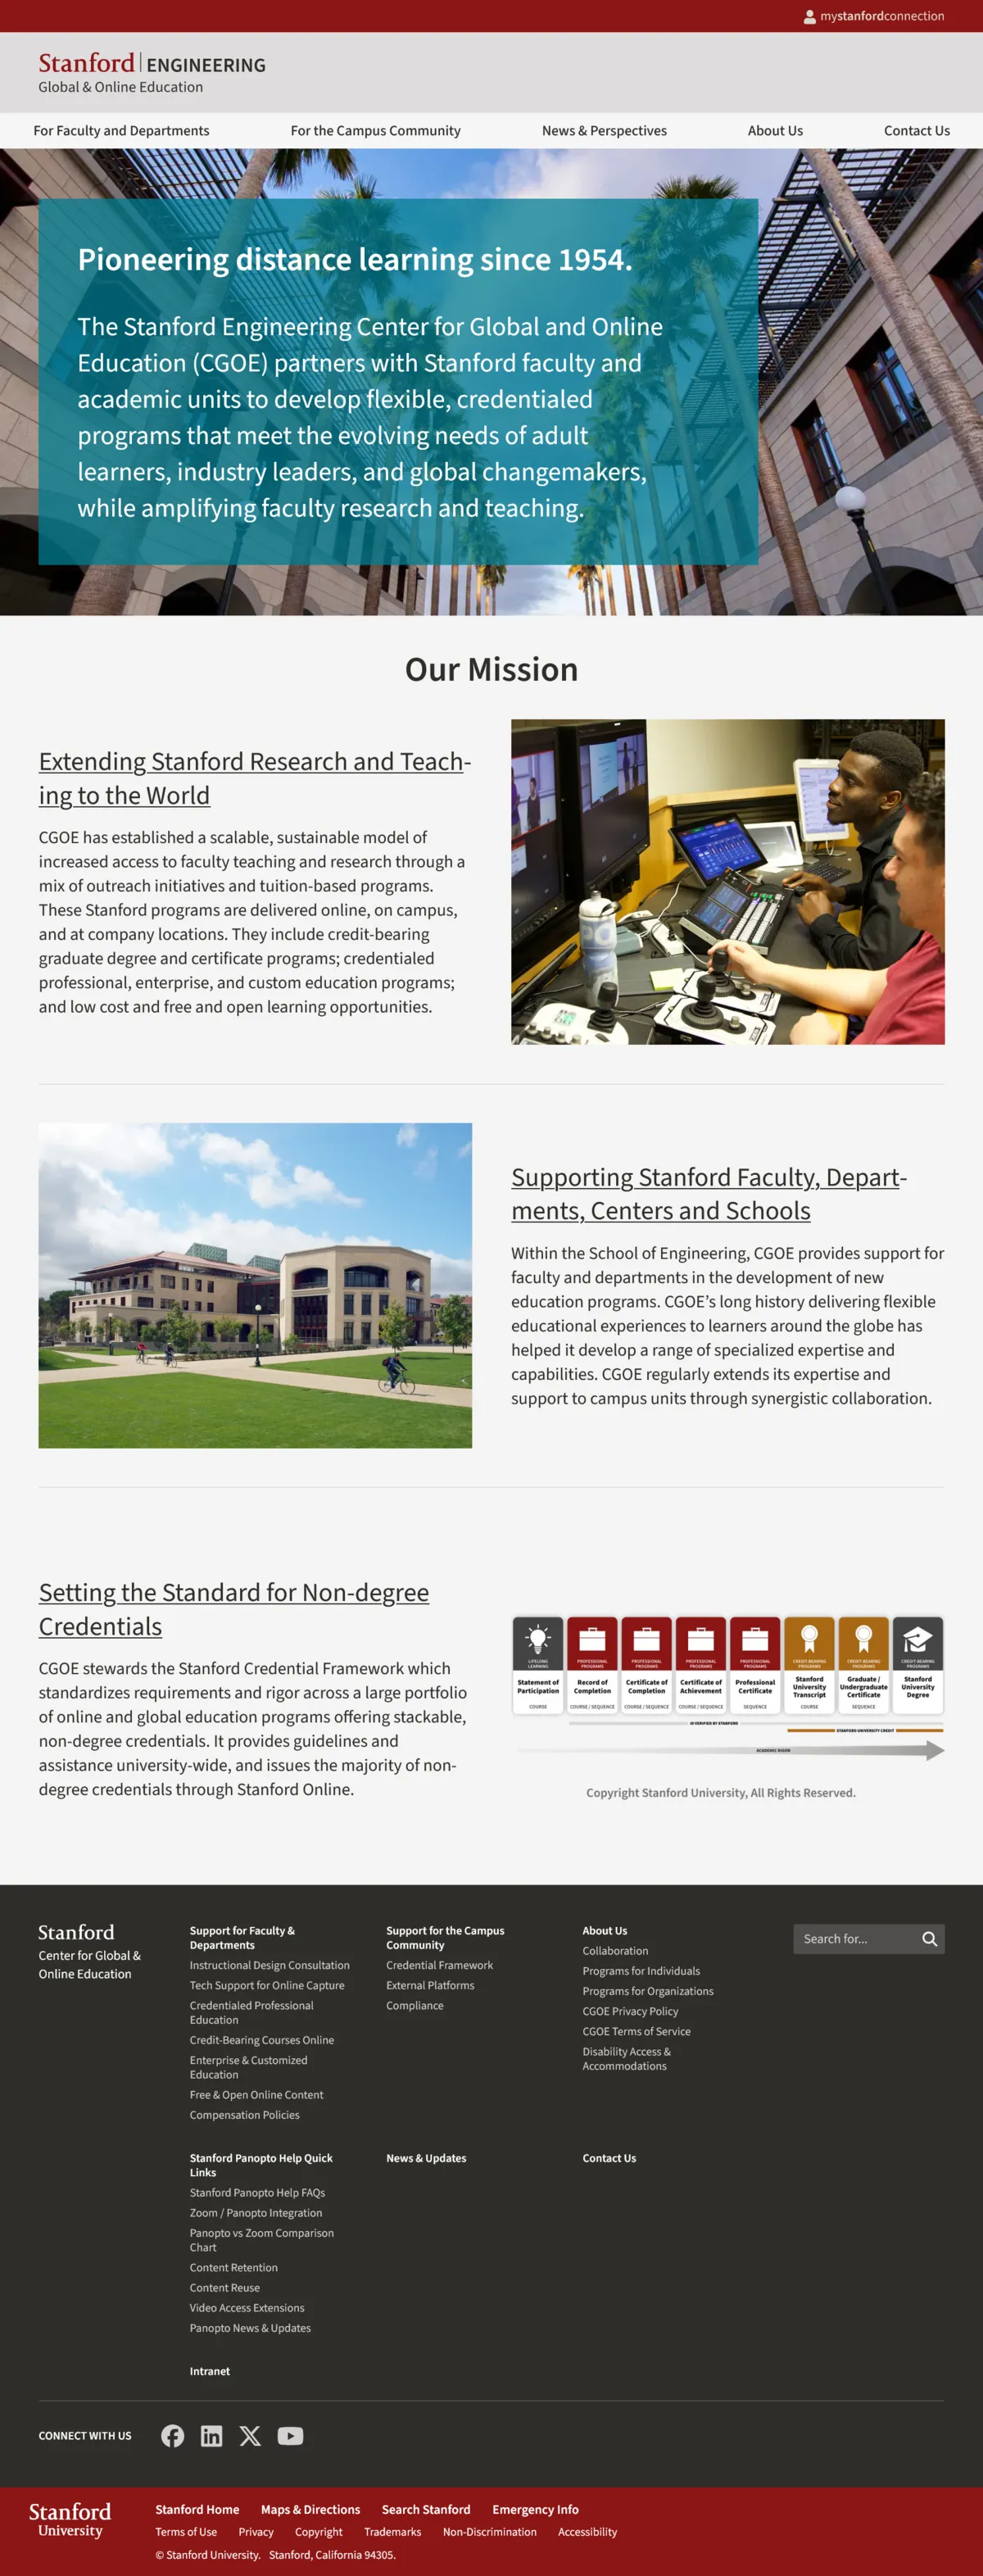 mystanfordconnection
Stanford | ENGINEERING
Global & Online Education
For Faculty and Departments
For the Campus Community
News & Perspectives
About Us
Contact Us
Pioneering distance learning since 1954.
The Stanford Engineering Center for Global and Online
Education (CGOE) partners with Stanford faculty and
academic units to develop flexible, credentialed
programs that meet the evolving needs of adult
learners, industry leaders, and global changemakers,
while amplifying faculty research and teaching.
Our Mission
Extending Stanford Research and Teach-
ing to the World
CGOE has established a scalable, sustainable model of
increased access to faculty teaching and research through a
mix of outreach initiatives and tuition-based programs.
These Stanford programs are delivered online, on campus,
and at company locations. They include credit-bearing
graduate degree and certificate programs; credentialed
professional, enterprise, and custom education programs;
and low cost and free and open learning opportunities.
Supporting Stanford Faculty, Depart-
ments, Centers and Schools
Within the School of Engineering, CGOE provides support for
faculty and departments in the development of new
education programs. CGOE's long history delivering flexible
educational experiences to learners around the globe has
helped it develop a range of specialized expertise and
capabilities. CGOE regularly extends its expertise and
support to campus units through synergistic collaboration.
Setting the Standard for Non-degree
Credentials
CGOE stewards the Stanford Credential Framework which
standardizes requirements and rigor across a large portfolio
of online and global education programs offering stackable,
non-degree credentials. It provides guidelines and
assistance university-wide, and issues the majority of non-
degree credentials through Stanford Online.
LIFELONG
LEARNING
Statement of
Participation
COURSE
PROFESSIONAL
PROGRAMS
Record of
Completion
COURSE / SEQUENCE
PROFESSIONAL
PROGRAMS
Certificate of
Completion
COURSE / SEQUENCE
PROFESSIONAL
PROGRAMS
Certificate of
Achievement
COURSE / SEQUENCE
PROFESSIONAL
PROGRAMS
Professional
Certificate
SEQUENCE
CREDIT-BEARING
PROGRAMS
Stanford
University
Transcript
COURSE
CREDIT-BEARING
PROGRAMS
Graduate /
Undergraduate
Certificate
SEQUENCE
CREDIT-BEARING
PROGRAMS
Stanford
University
Degree
ID VERIFIED BY STANFORD
STANFORD UNIVERSITY CREDIT
ACADEMIC RIGOR
Copyright Stanford University, All Rights Reserved.
Stanford
Center for Global &
Online Education
Support for Faculty &
Departments
Instructional Design Consultation
Tech Support for Online Capture
Credentialed Professional
Education
Credit-Bearing Courses Online
Enterprise & Customized
Education
Free & Open Online Content
Compensation Policies
Support for the Campus
Community
Credential Framework
External Platforms
Compliance
About Us
Collaboration
Programs for Individuals
Programs for Organizations
CGOE Privacy Policy
CGOE Terms of Service
Disability Access &
Accommodations
Search for...
Stanford Panopto Help Quick
Links
Stanford Panopto Help FAQs
Zoom / Panopto Integration
Panopto vs Zoom Comparison
Chart
Content Retention
Content Reuse
Video Access Extensions
Panopto News & Updates
News & Updates
Contact Us
Intranet
CONNECT WITH US
Stanford
University
Stanford Home
Maps & Directions
Search Stanford
Emergency Info
Terms of Use
Privacy
Copyright
Trademarks
Non-Discrimination
Accessibility
© Stanford University. Stanford, California 94305.